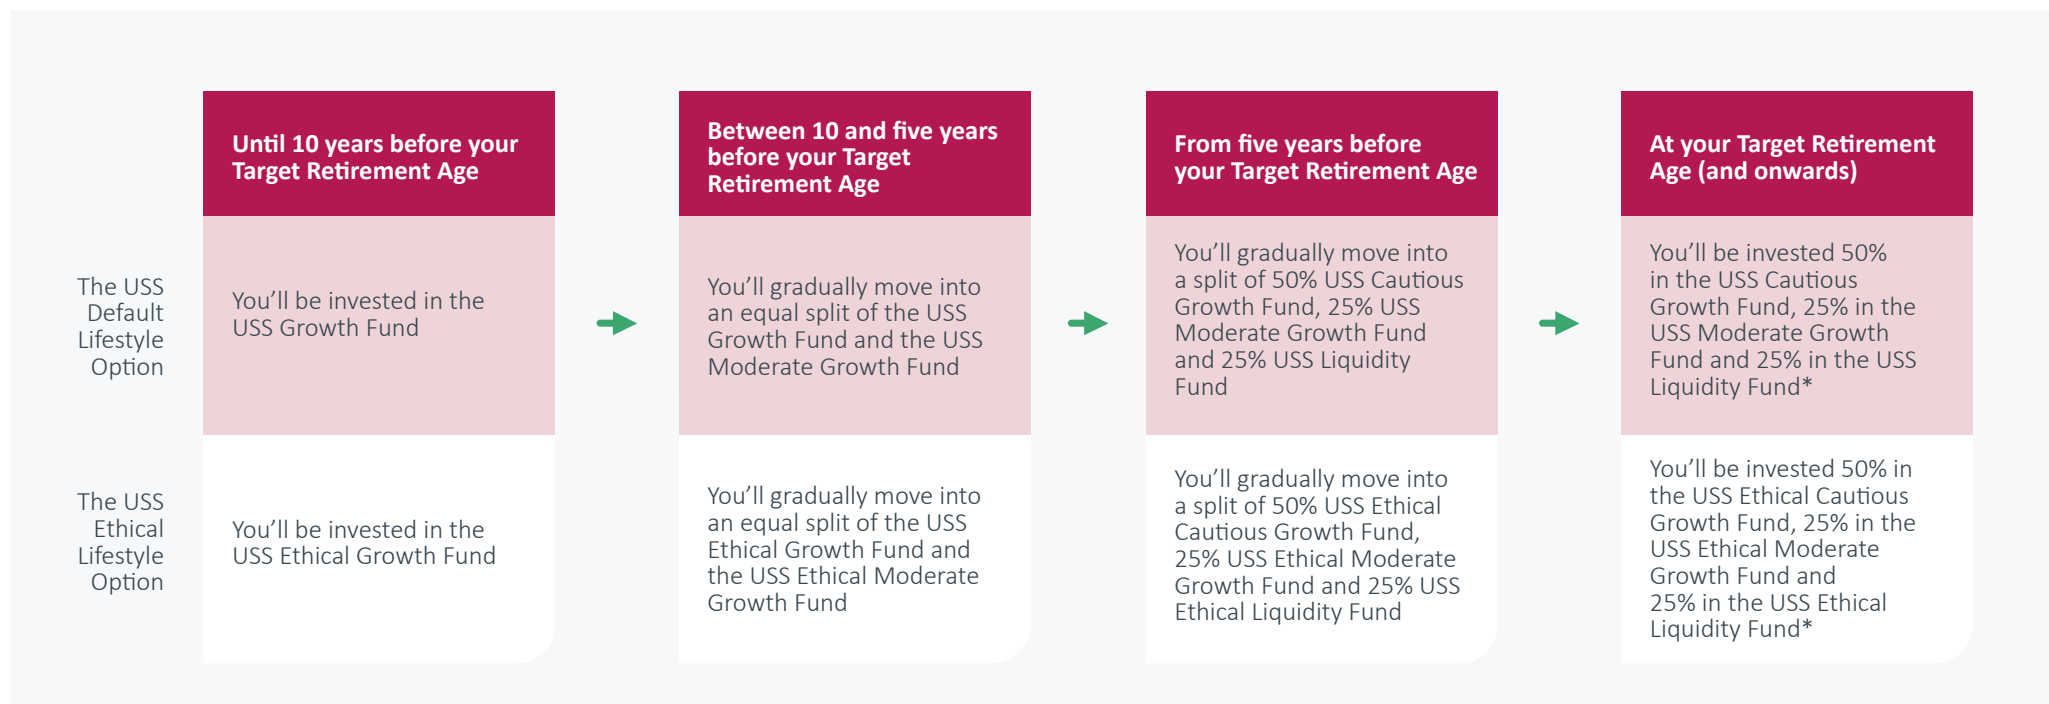 Until 10 years before your
Target Retirement Age
Between 10 and five years
before your Target
Retirement Age
From five years before
your Target Retirement Age
At your Target Retirement
Age (and onwards)
The USS
Default
Lifestyle
Option
You’ll be invested in the
USS Growth Fund
You’ll gradually move into
an equal split of the USS
Growth Fund and the USS
Moderate Growth Fund
You’ll gradually move into
a split of 50% USS Cautious
Growth Fund, 25% USS
Moderate Growth Fund
and 25% USS Liquidity
Fund
You’ll be invested 50%
in the USS Cautious
Growth Fund, 25% in the
USS Moderate Growth
Fund and 25% in the USS
Liquidity Fund*
The USS
Ethical
Lifestyle
Option
You’ll be invested in the
USS Ethical Growth Fund
You’ll gradually move into
an equal split of the USS
Ethical Growth Fund and
the USS Ethical Moderate
Growth Fund
You’ll gradually move into
a split of 50% USS Ethical
Cautious Growth Fund,
25% USS Ethical Moderate
Growth Fund and 25% USS
Ethical Liquidity Fund
You’ll be invested 50% in
the USS Ethical Cautious
Growth Fund, 25% in the
USS Ethical Moderate
Growth Fund and
25% in the USS Ethical
Liquidity Fund*